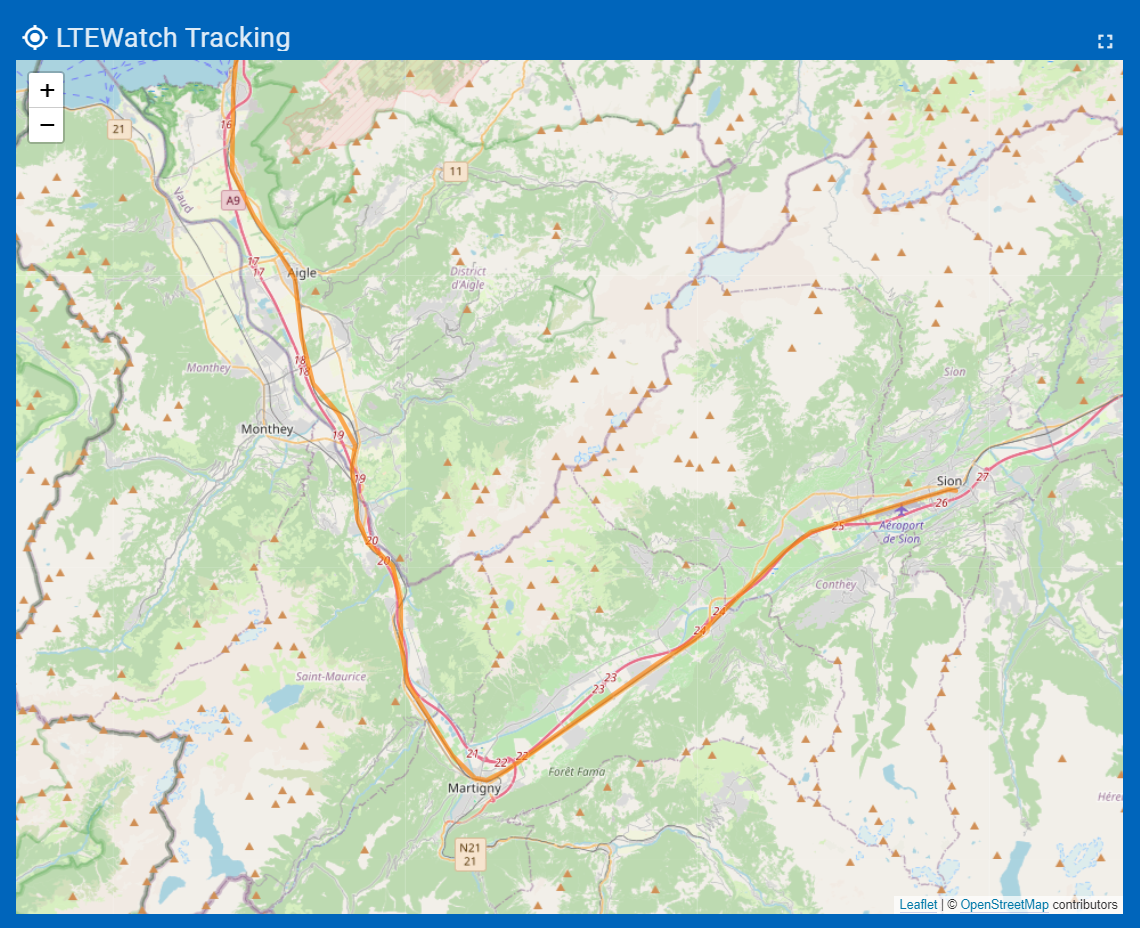 LTEWatch Tracking
+
−
21
16
11
Vaud
A9
17
17
Aigle
District
d'Aigle
18
18
Monthey
Sion
Monthey
19
19
Sion
27
26
25
Aéroport
de Sion
20
20
Conthey
24
24
Saint-Maurice
23
23
21
22
22
Forêt Fama
Martigny
Hére
N21
21
Leaflet | © OpenStreetMap contributors